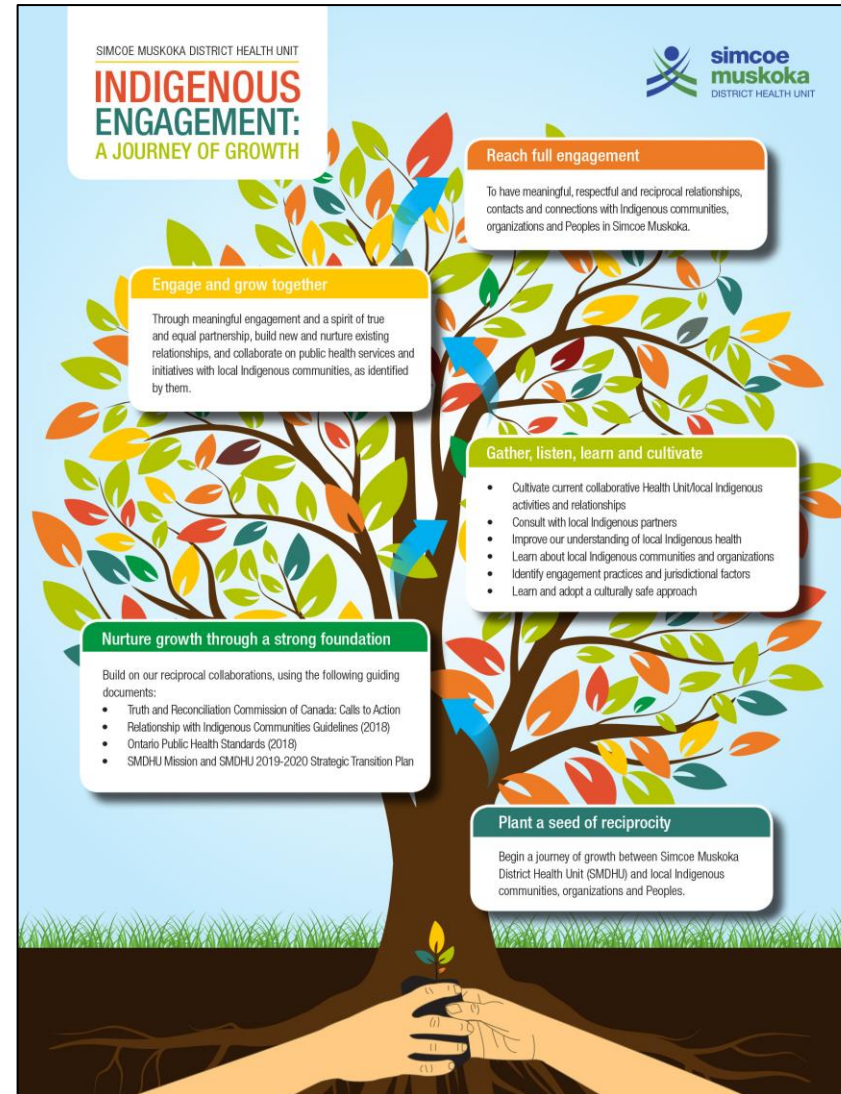 SIMCOE MUSKOKA DISTRICT HEALTH UNIT
INDIGENOUS
ENGAGEMENT:
A JOURNEY OF GROWTH
simcoe
muskoka
DISTRICT HEALTH UNIT
Reach full engagement
To have meaningful, respectful and reciprocal relationships,
contacts and connections with Indigenous communities,
organizations and Peoples in Simcoe Muskoka.
Engage and grow together
Through meaningful engagement and a spirit of true
and equal partnership, build new and nurture existing
relationships, and collaborate on public health services and
initiatives with local Indigenous communities, as identified
by them.
Gather, listen, learn and cultivate
• Cultivate current collaborative Health Unit/local Indigenous
activities and relationships
• Consult with local Indigenous partners
• Improve our understanding of local Indigenous health
• Learn about local Indigenous communities and organizations
• Identify engagement practices and jurisdictional factors
• Learn and adopt a culturally safe approach
Nurture growth through a strong foundation
Build on our reciprocal collaborations, using the following guiding
documents:
• Truth and Reconciliation Commission of Canada: Calls to Action
• Relationship with Indigenous Communities Guidelines (2018)
• Ontario Public Health Standards (2018)
• SMDHU Mission and SMDHU 2019-2020 Strategic Transition Plan
Plant a seed of reciprocity
Begin a journey of growth between Simcoe Muskoka
District Health Unit (SMDHU) and local Indigenous
communities, organizations and Peoples.